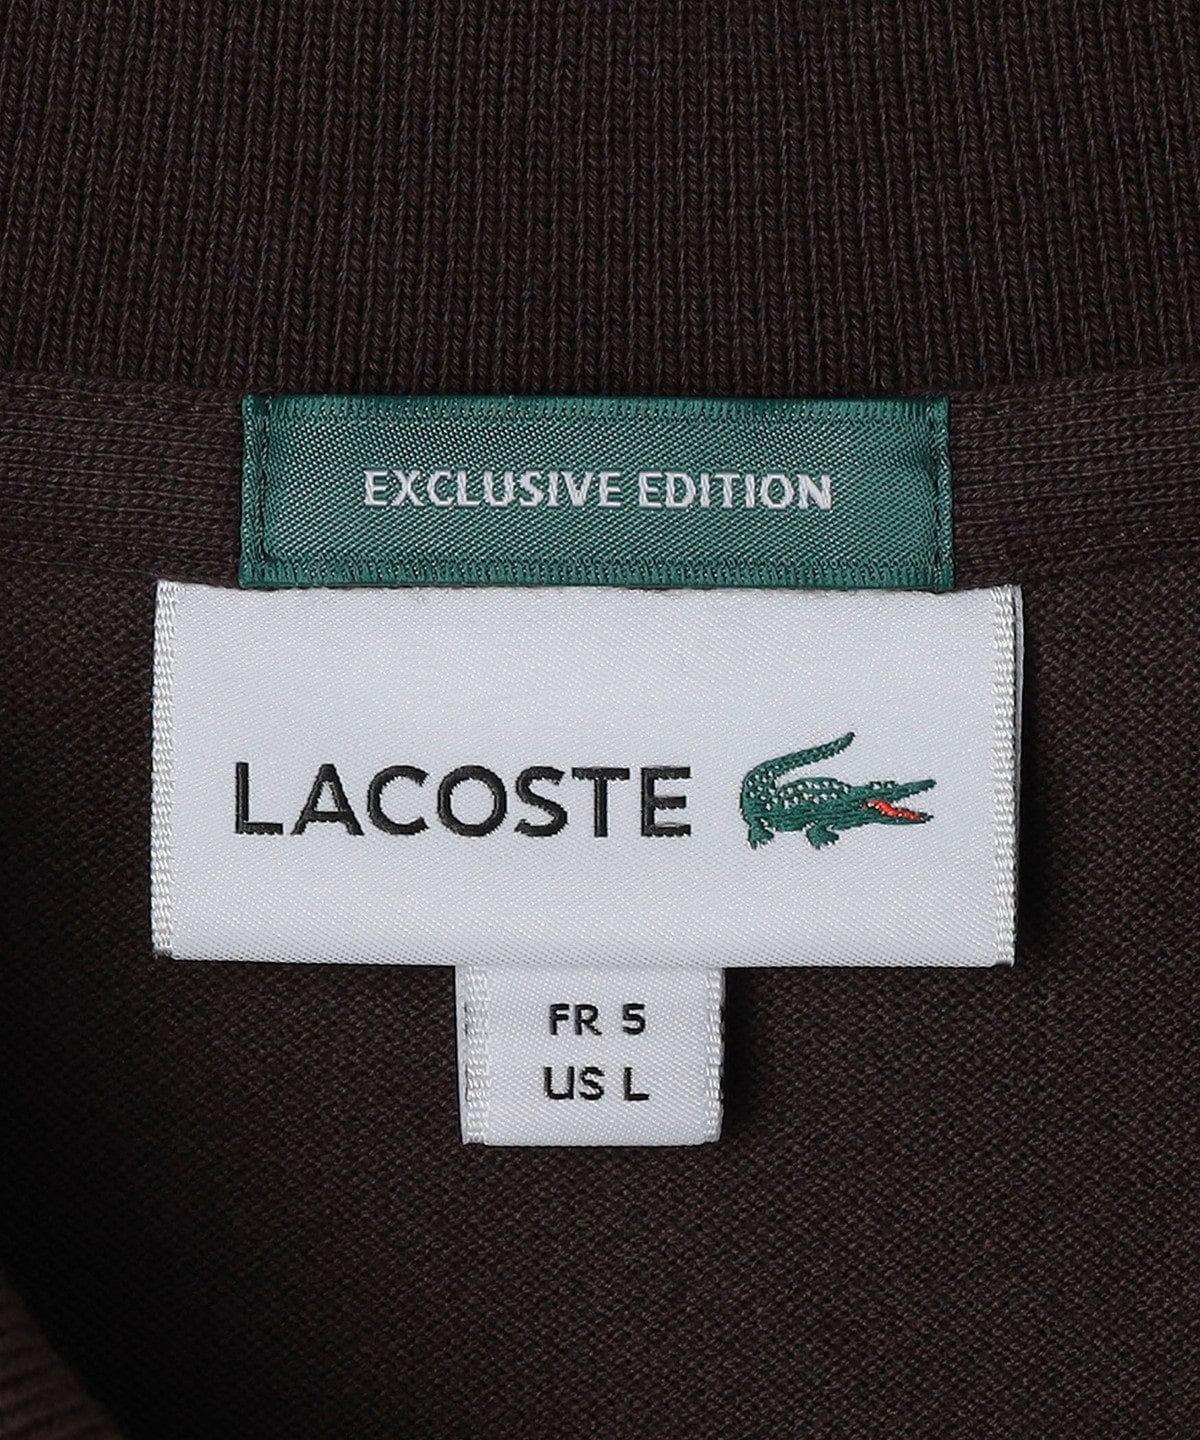 EXCLUSIVE EDITION
LACOSTE
FR 5
US L